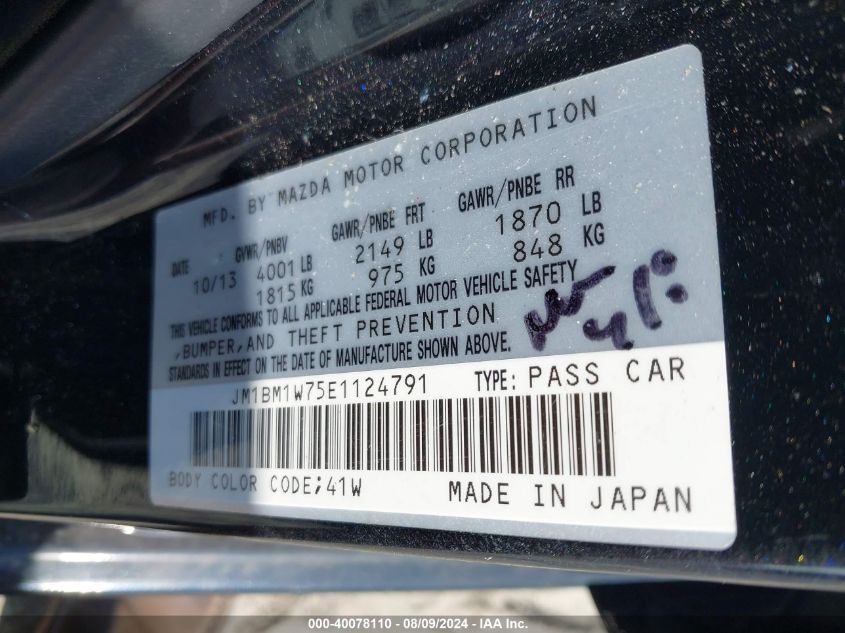 MFD. BY MAZDA MOTOR CORPORATION
DATE GVWR/PNBV GAWR/PNBE FRT GAWR/PNBE RR
10/13 4001 LB 2149 LB 1870 LB
1815 KG 975 KG 848 KG
THIS VEHICLE CONFORMS TO ALL APPLICABLE FEDERAL MOTOR VEHICLE SAFETY
,BUMPER,AND THEFT PREVENTION
STANDARDS IN EFFECT ON THE DATE OF MANUFACTURE SHOWN ABOVE.
JM1BM1W75E1124791 TYPE: PASS CAR
BODY COLOR CODE;41W MADE IN JAPAN
000-40078110 - 08/09/2024 - IAA Inc.